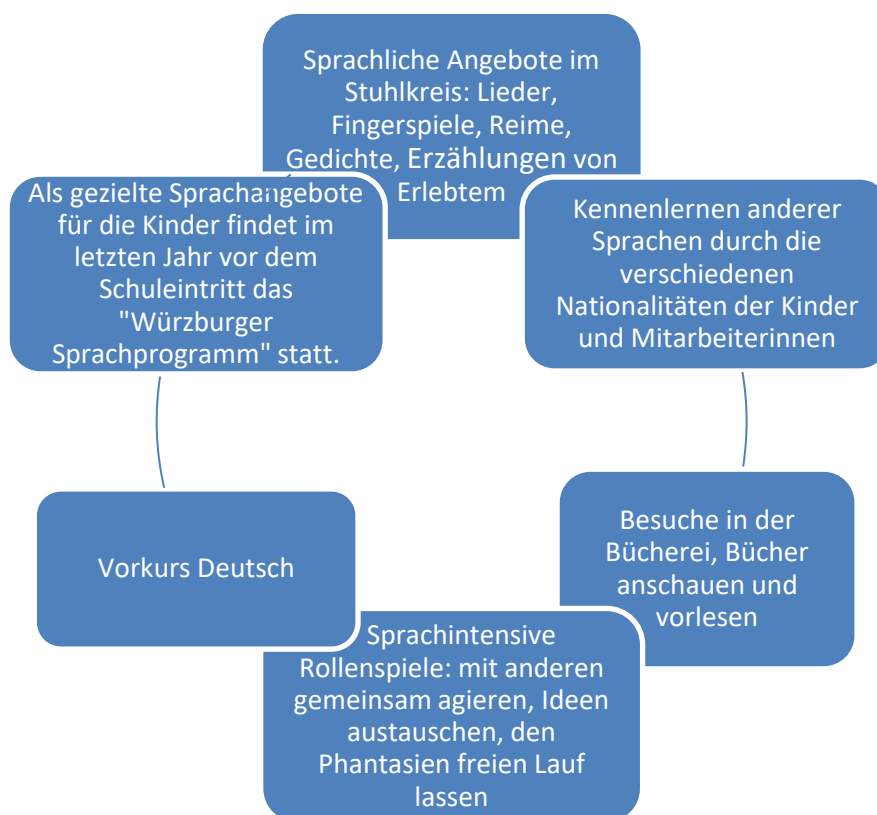 Sprachliche Angebote im
Stuhlkreis: Lieder,
Fingerspiele, Reime,
Gedichte, Erzählungen von
Erlebtem
Kennenlernen anderer
Sprachen durch die
verschiedenen
Nationalitäten der Kinder
und Mitarbeiterinnen
Besuche in der
Bücherei, Bücher
anschauen und
vorlesen
Sprachintensive
Rollenspiele: mit anderen
gemeinsam agieren, Ideen
austauschen, den
Phantasien freien Lauf
lassen
Vorkurs Deutsch
Als gezielte Sprachangebote
für die Kinder findet im
letzten Jahr vor dem
Schuleintritt das
"Würzburger
Sprachprogramm" statt.